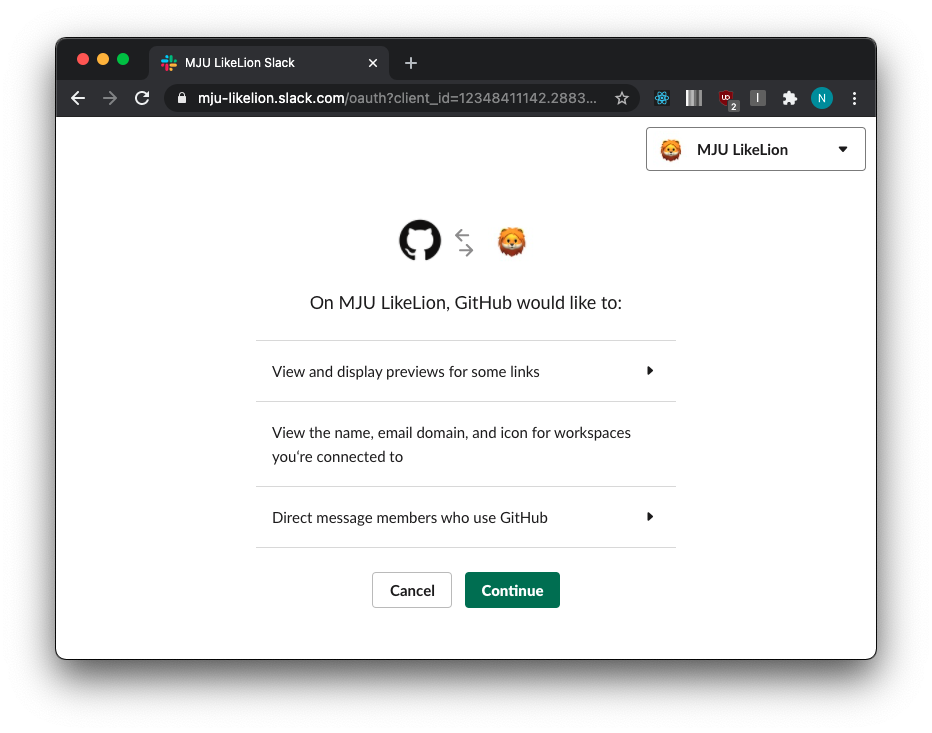 MJU LikeLion Slack
mju-likelion.slack.com/oauth?client_id=12348411142.2883...
UD
2
I
N
MJU LikeLion
On MJU LikeLion, GitHub would like to:
View and display previews for some links
View the name, email domain, and icon for workspaces
you‘re connected to
Direct message members who use GitHub
Cancel
Continue